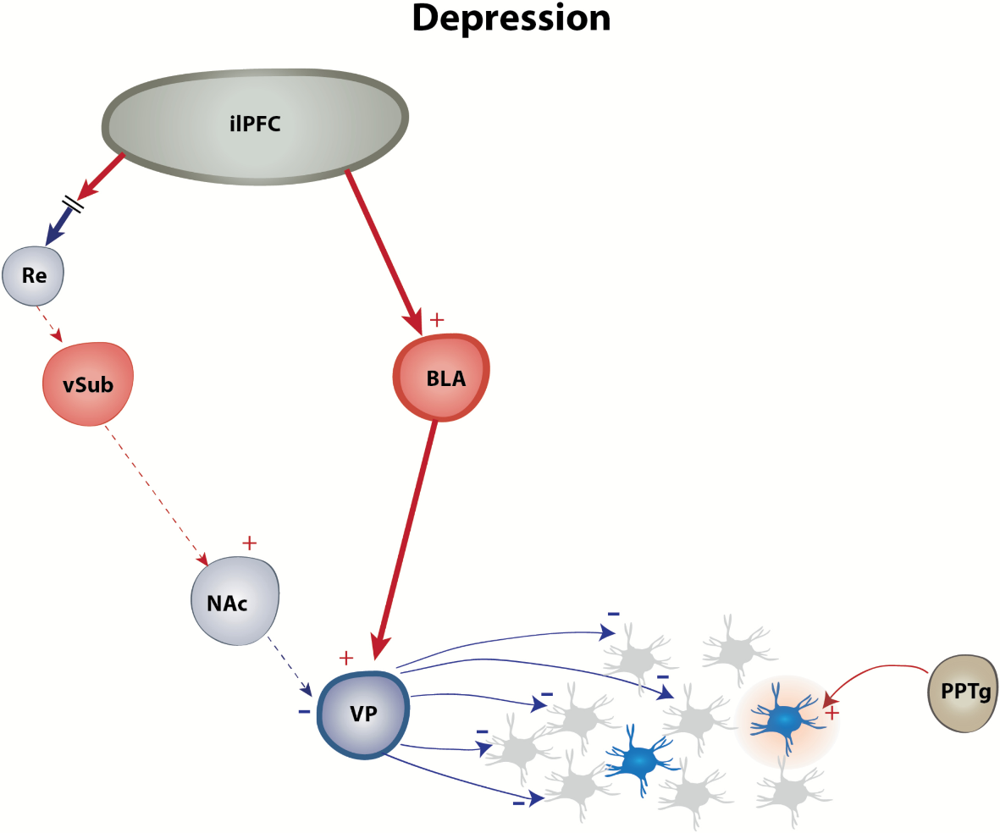 Depression
ilPFC
Re
+
vSub
BLA
+
NAc
+
-
VP
-
-
-
-
-
-
PPTg
+